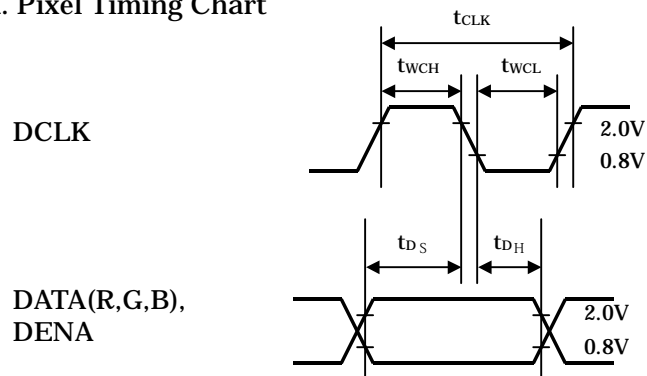 . Pixel Timing Chart
tCLK
tWCH
tWCL
DCLK
2.0V
0.8V
tDS
tDH
DATA(R,G,B),
DENA
2.0V
0.8V